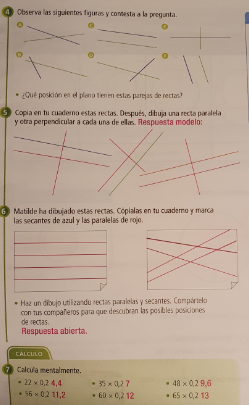 4 Observa las siguientes figuras y contesta a la pregunta.
• ¿Qué posición en el plano tienen estas parejas de rectas?
5 Copia en tu cuaderno estas rectas. Después, dibuja una recta paralela
y otra perpendicular a cada una de ellas. Respuesta modelo:
6 Matilde ha dibujado estas rectas. Cópialas en tu cuaderno y marca
las secantes de azul y las paralelas de rojo.
• Haz un dibujo utilizando rectas paralelas y secantes. Compártelo
con tus compañeros para que descubran las posibles posiciones
de rectas.
Respuesta abierta.
CÁLCULO
7 Calcula mentalmente.
• 22 × 0,2 4,4 • 35 × 0,2 7 • 48 × 0,2 9,6
• 56 × 0,2 11,2 • 60 × 0,2 12 • 65 × 0,2 13